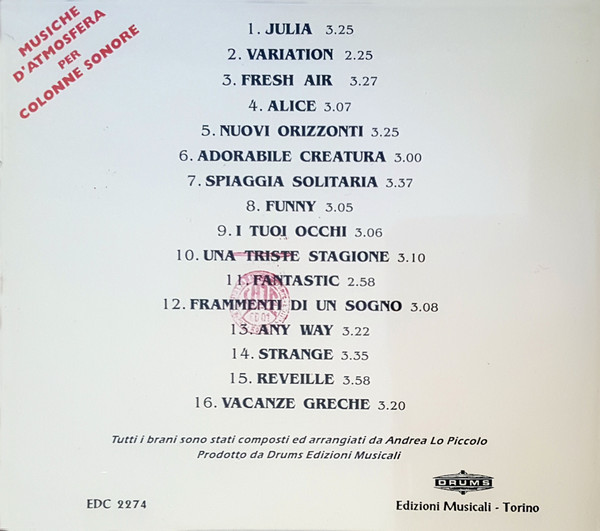 MUSICHE
D'ATMOSFERA
PER
COLONNE SONORE
1. JULIA 3.25
2. VARIATION 2.25
3. FRESH AIR 3.27
4. ALICE 3.07
5. NUOVI ORIZZONTI 3.25
6. ADORABILE CREATURA 3.00
7. SPIAGGIA SOLITARIA 3.37
8. FUNNY 3.05
9. I TUOI OCCHI 3.06
10. UNA TRISTE STAGIONE 3.10
11. FANTASTIC 2.58
12. FRAMMENTI DI UN SOGNO 3.08
13. ANY WAY 3.22
14. STRANGE 3.35
15. REVEILLE 3.58
16. VACANZE GRECHE 3.20
Tutti i brani sono stati composti ed arrangiati da Andrea Lo Piccolo
Prodotto da Drums Edizioni Musicali
DRUMS
EDC 2274
Edizioni Musicali - Torino